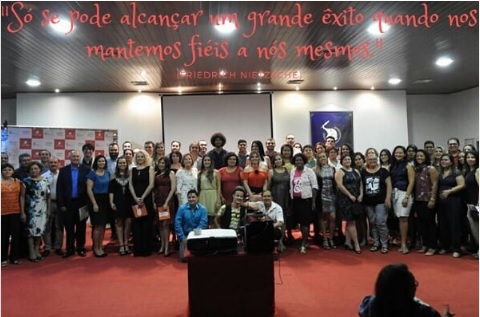 "Só se pode alcançar um grande êxito quando nos
mantemos fiéis a nós mesmos."
FRIEDRICH NIETZSCHE